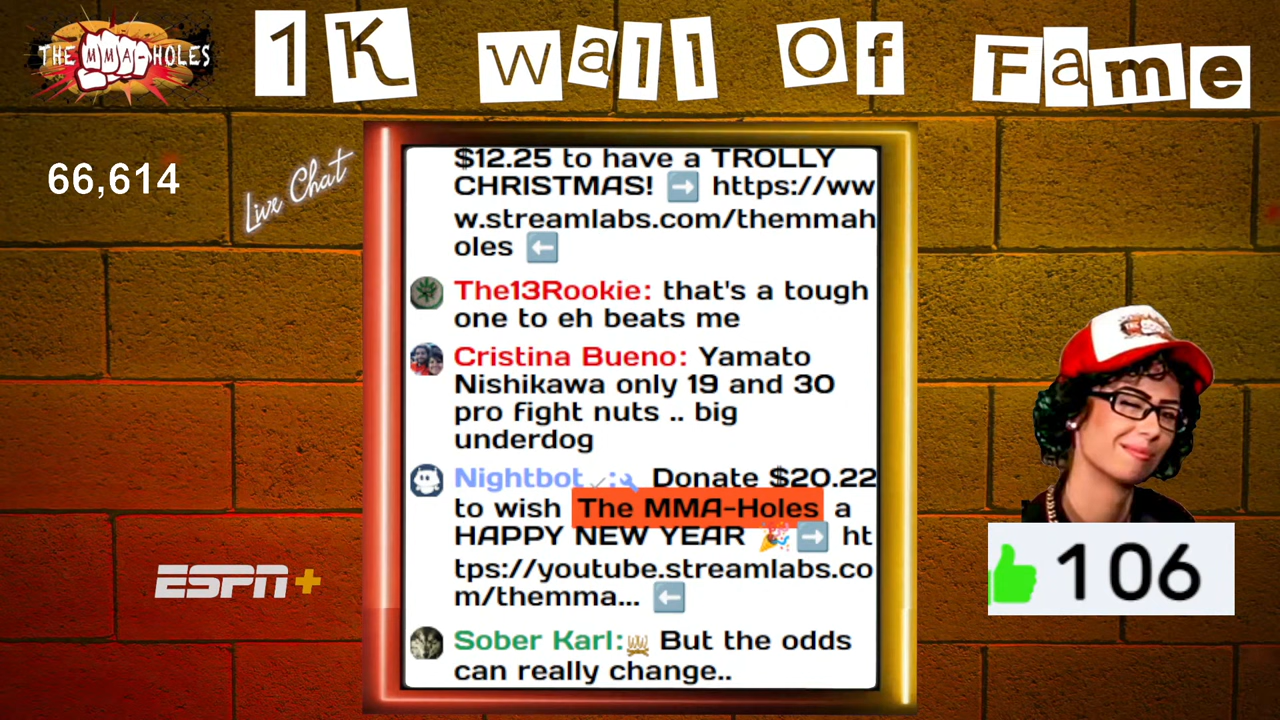 THE MMA-HOLES
1K Wall Of Fame
66,614
Live Chat
$12.25 to have a TROLLY
CHRISTMAS! ➡️ https://ww
w.streamlabs.com/themmah
oles ⬅️
The13Rookie: that's a tough
one to eh beats me
Cristina Bueno: Yamato
Nishikawa only 19 and 30
pro fight nuts .. big
underdog
Nightbot: Donate $20.22
to wish The MMA-Holes a
HAPPY NEW YEAR 🎉➡️ ht
tps://youtube.streamlabs.co
m/themma... ⬅️
Sober Karl: But the odds
can really change..
ESPN+
106